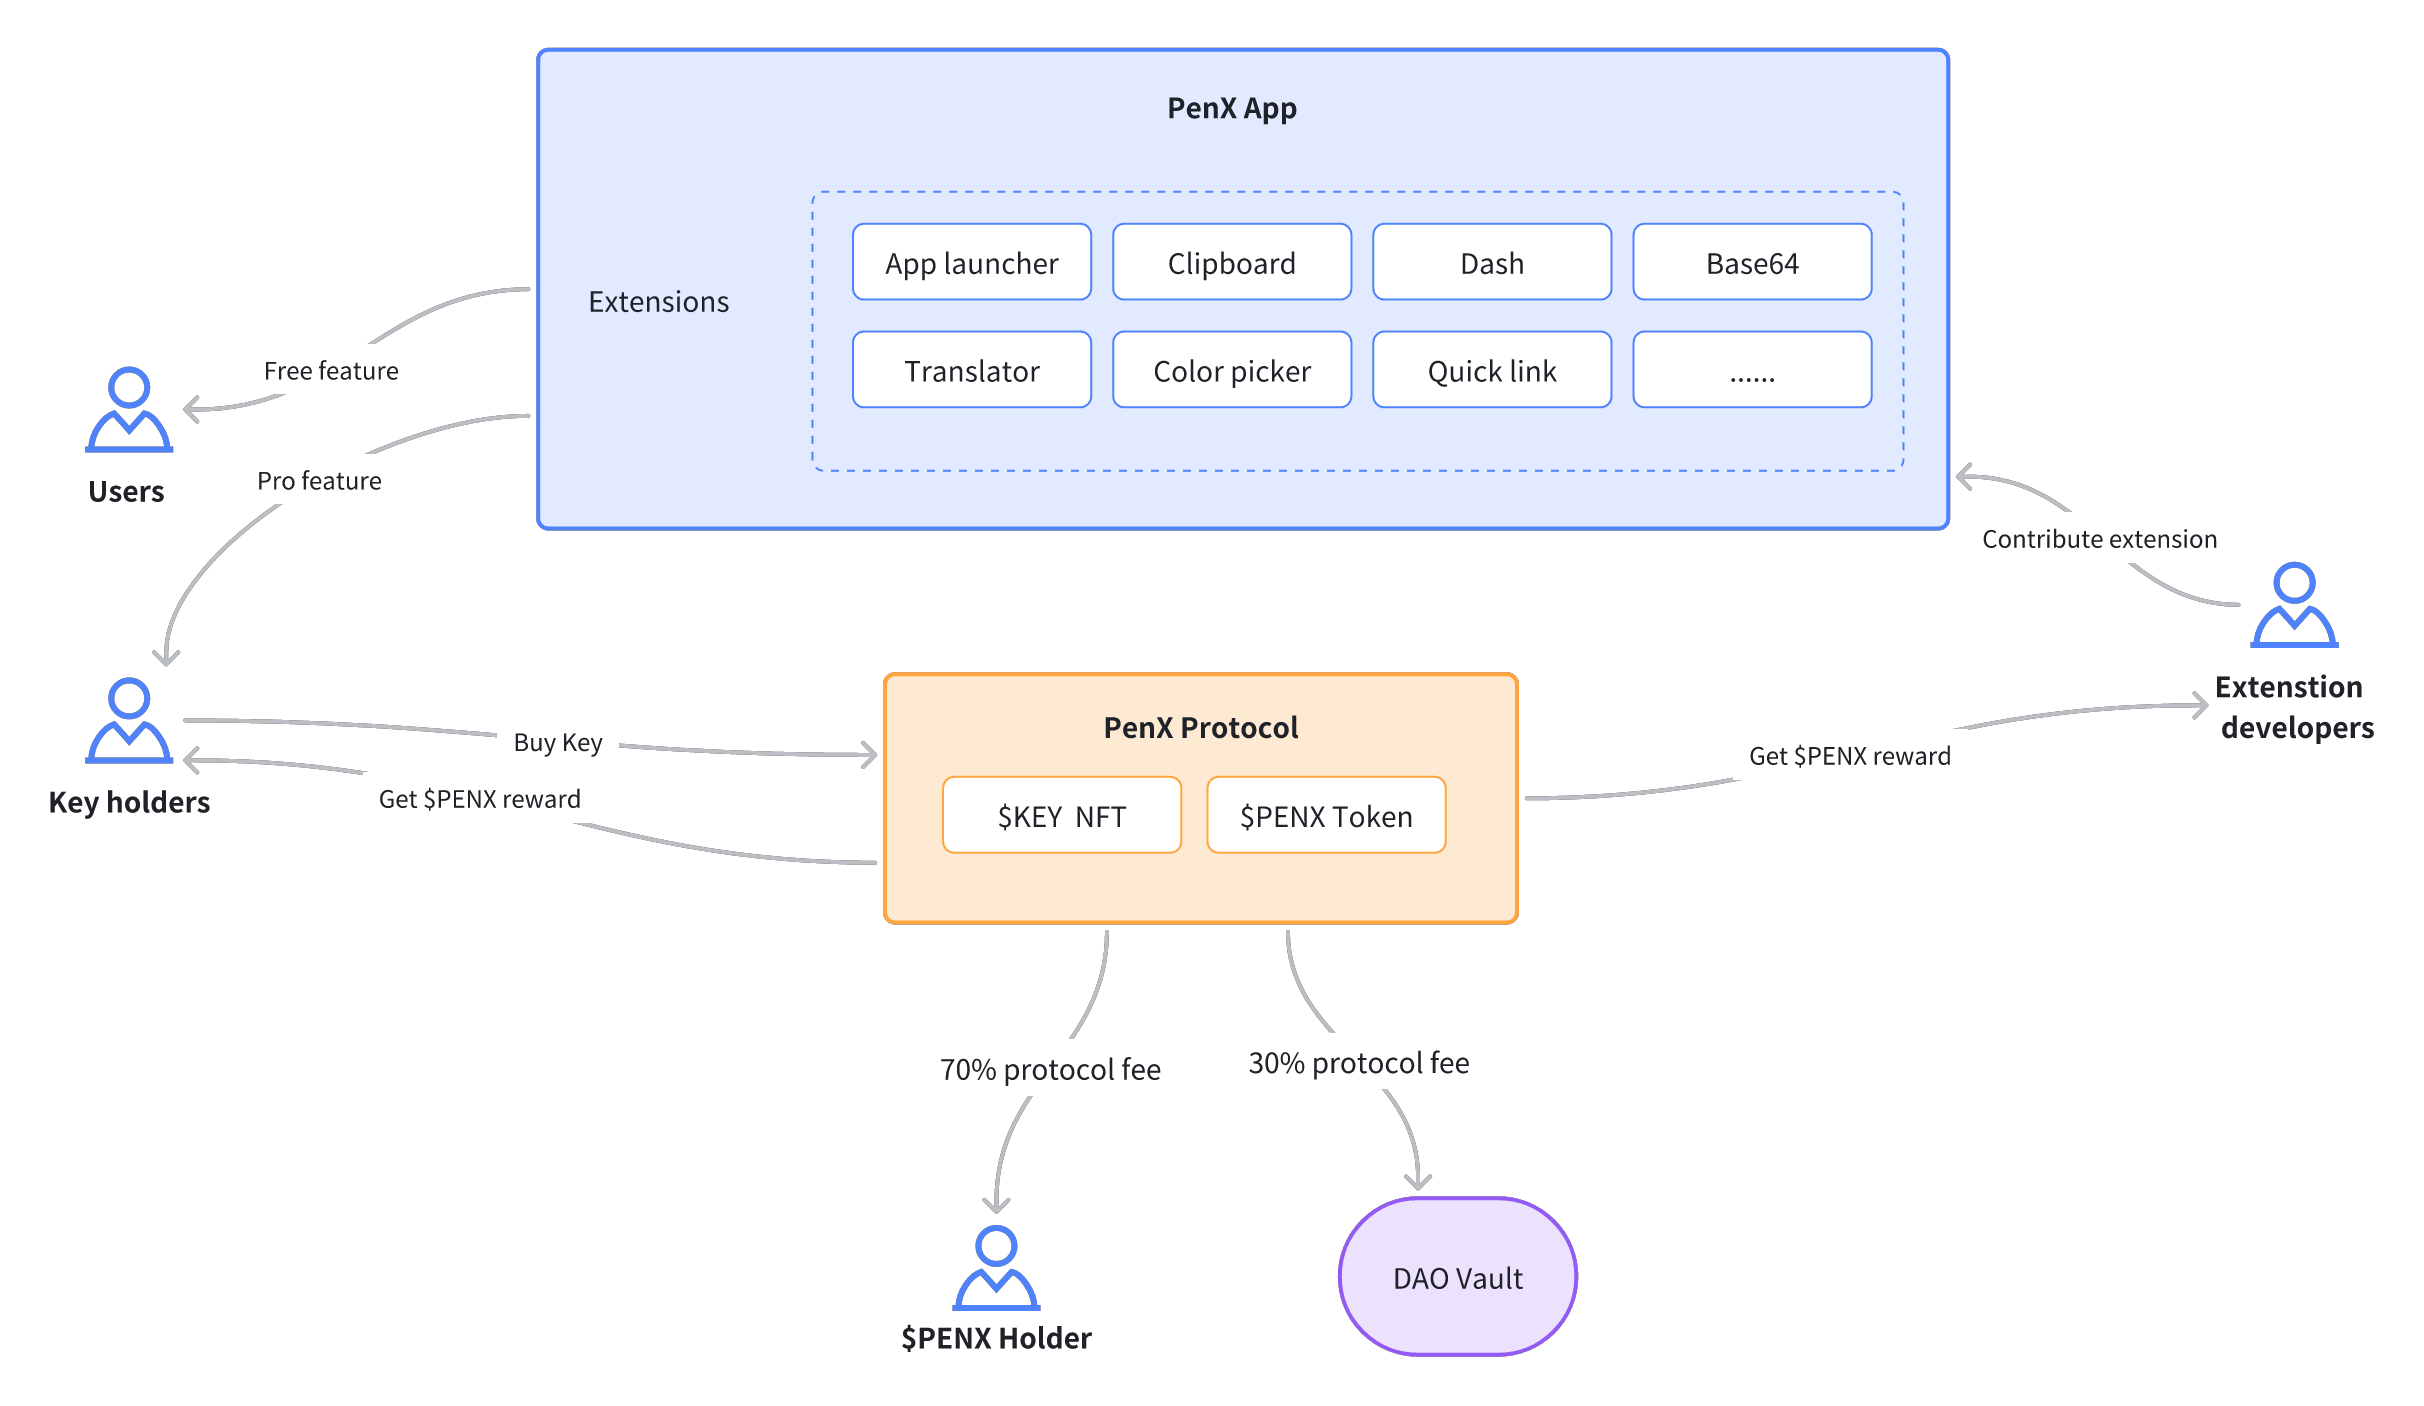 PenX App
Extensions
App launcher
Clipboard
Dash
Base64
Translator
Color picker
Quick link
......
Free feature
Users
Pro feature
Contribute extension
Extenstion
developers
Key holders
Buy Key
Get $PENX reward
PenX Protocol
$KEY  NFT
$PENX Token
Get $PENX reward
70% protocol fee
30% protocol fee
$PENX Holder
DAO Vault